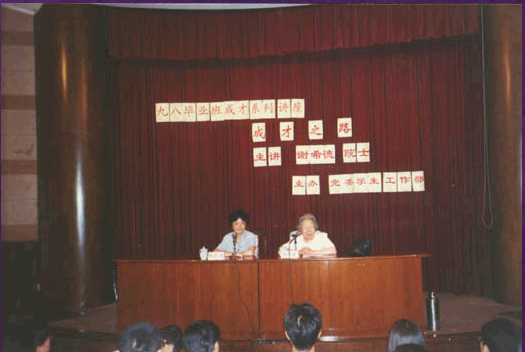 九八毕业班成才系列讲座
成才之路
主讲 谢希德 院士
主办 党委学生工作部